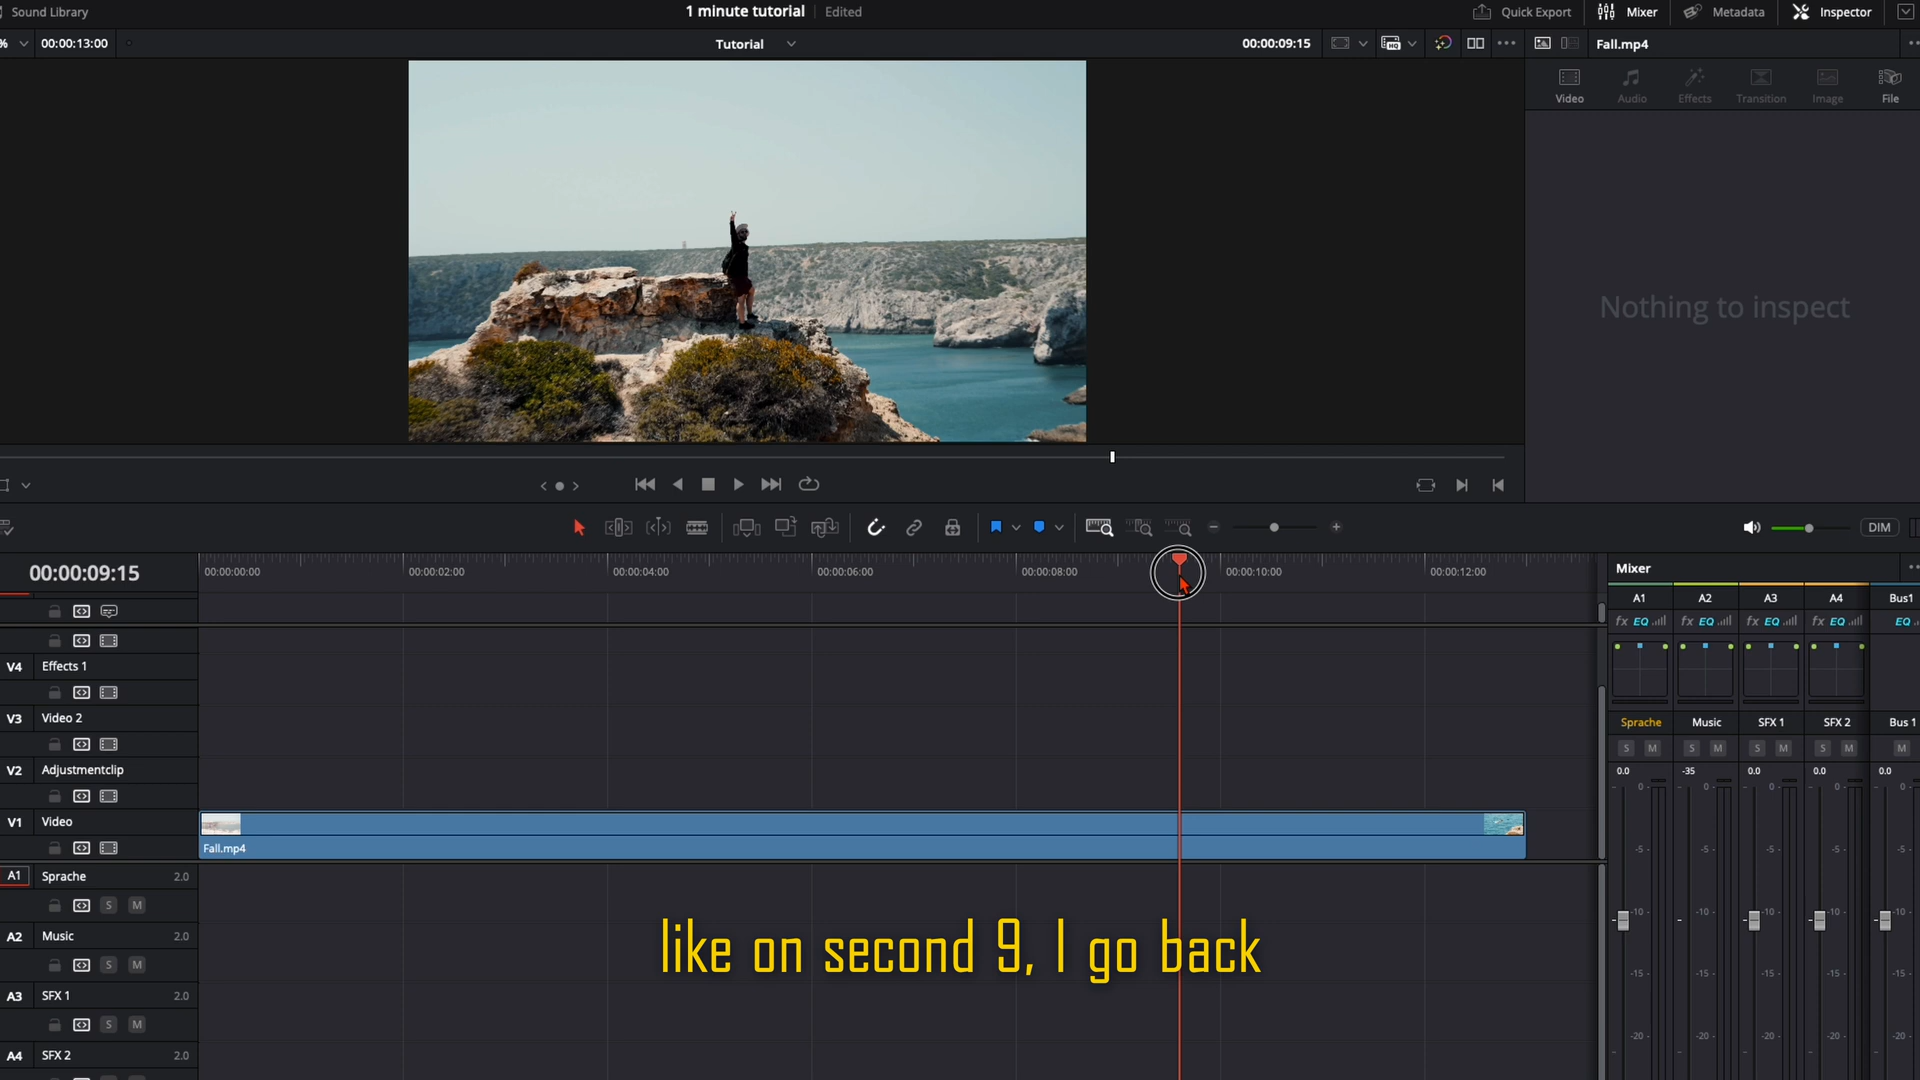 Sound Library
1 minute tutorial Edited
Quick Export Mixer Metadata Inspector
% 00:00:13:00
Tutorial
00:00:09:15
Fall.mp4
Video Audio Effects Transition Image File
Nothing to inspect
DIM
00:00:09:15
00:00:00:00 00:00:02:00 00:00:04:00 00:00:06:00 00:00:08:00 00:00:10:00 00:00:12:00
Mixer
A1 A2 A3 A4 Bus1
fx EQ fx EQ fx EQ fx EQ EQ
V4 Effects 1
V3 Video 2
Sprache Music SFX 1 SFX 2 Bus 1
S M S M S M S M M
V2 Adjustmentclip
0.0 -35 0.0 0.0 0.0
0- 0- 0- 0- 0-
V1 Video
Fall.mp4
-5 -5 -5 -5 -5
A1 Sprache 2.0
S M
-10 -10 -10 -10 -10
A2 Music 2.0
like on second 9, I go back
S M
-15 -15 -15 -15 -15
A3 SFX 1 2.0
S M
-20 -20 -20 -20 -20
A4 SFX 2 2.0